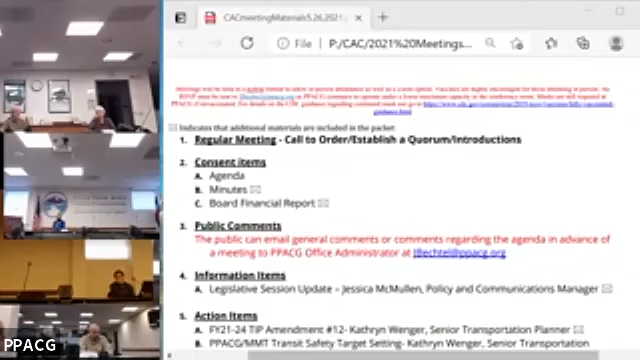 CACmeetingMaterials5.26.2021.
File P:/CAC/2021%20Meetings...
Indicates that additional materials are included in the packet
1. Regular Meeting - Call to Order/Establish a Quorum/Introductions
2. Consent Items
A. Agenda
B. Minutes
C. Board Financial Report
3. Public Comments
The public can email general comments or comments regarding the agenda in advance of
a meeting to PPACG Office Administrator at JBechtel@ppacg.org
4. Information Items
A. Legislative Session Update – Jessica McMullen, Policy and Communications Manager
5. Action Items
A. FY21-24 TIP Amendment #12- Kathryn Wenger, Senior Transportation Planner
B. PPACG/MMT Transit Safety Target Setting- Kathryn Wenger, Senior Transportation
PPACG